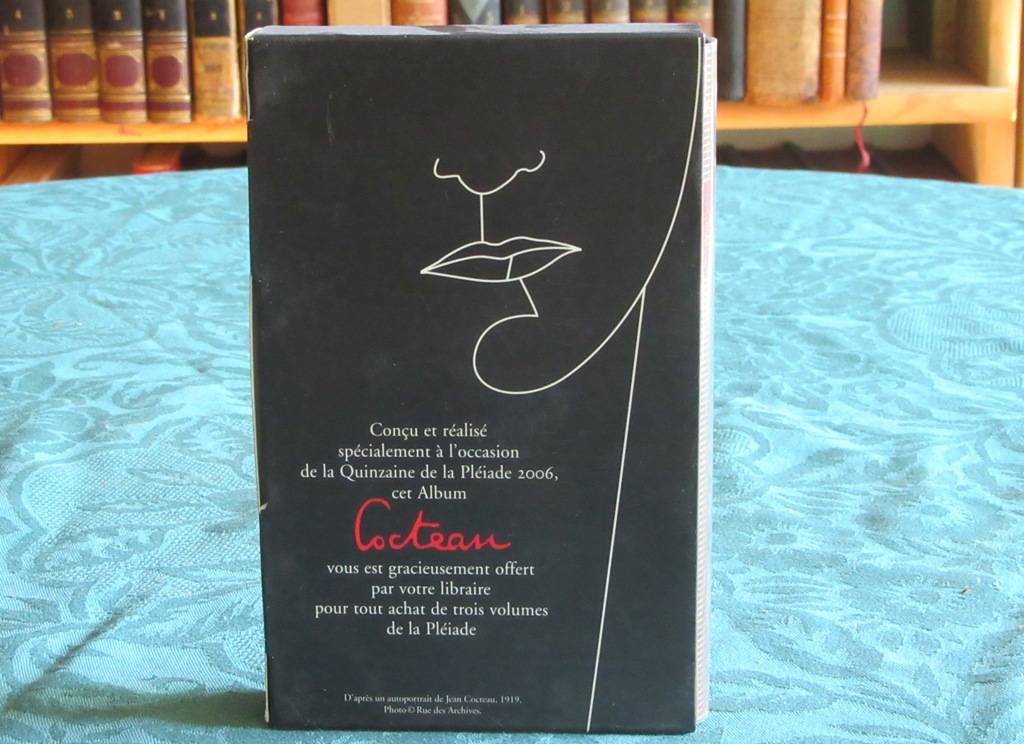 Conçu et réalisé
spécialement à l'occasion
de la Quinzaine de la Pléiade 2006,
cet Album
Cocteau
vous est gracieusement offert
par votre libraire
pour tout achat de trois volumes
de la Pléiade
D'après un autoportrait de Jean Cocteau. 1919.
Photo © Rue des Archives.